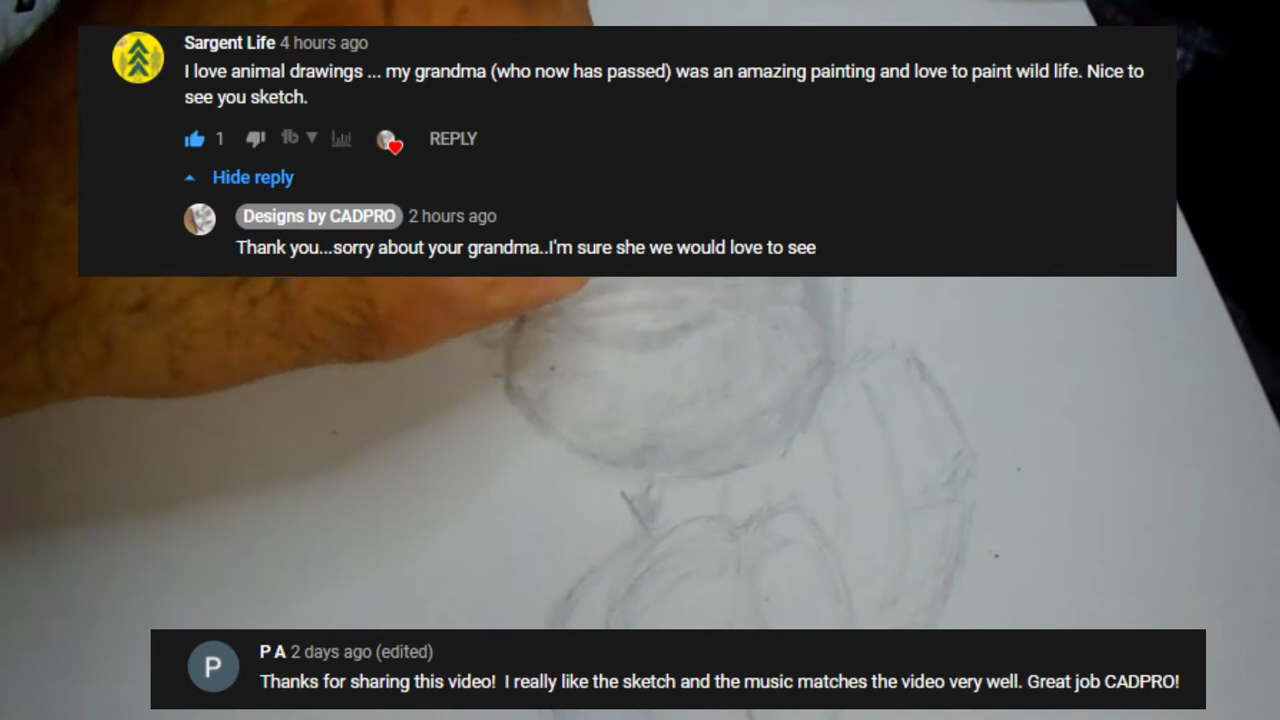 Sargent Life 4 hours ago
I love animal drawings ... my grandma (who now has passed) was an amazing painting and love to paint wild life. Nice to
see you sketch.
1 REPLY
Hide reply
Designs by CADPRO 2 hours ago
Thank you...sorry about your grandma..I'm sure she we would love to see
P
P A 2 days ago (edited)
Thanks for sharing this video! I really like the sketch and the music matches the video very well. Great job CADPRO!